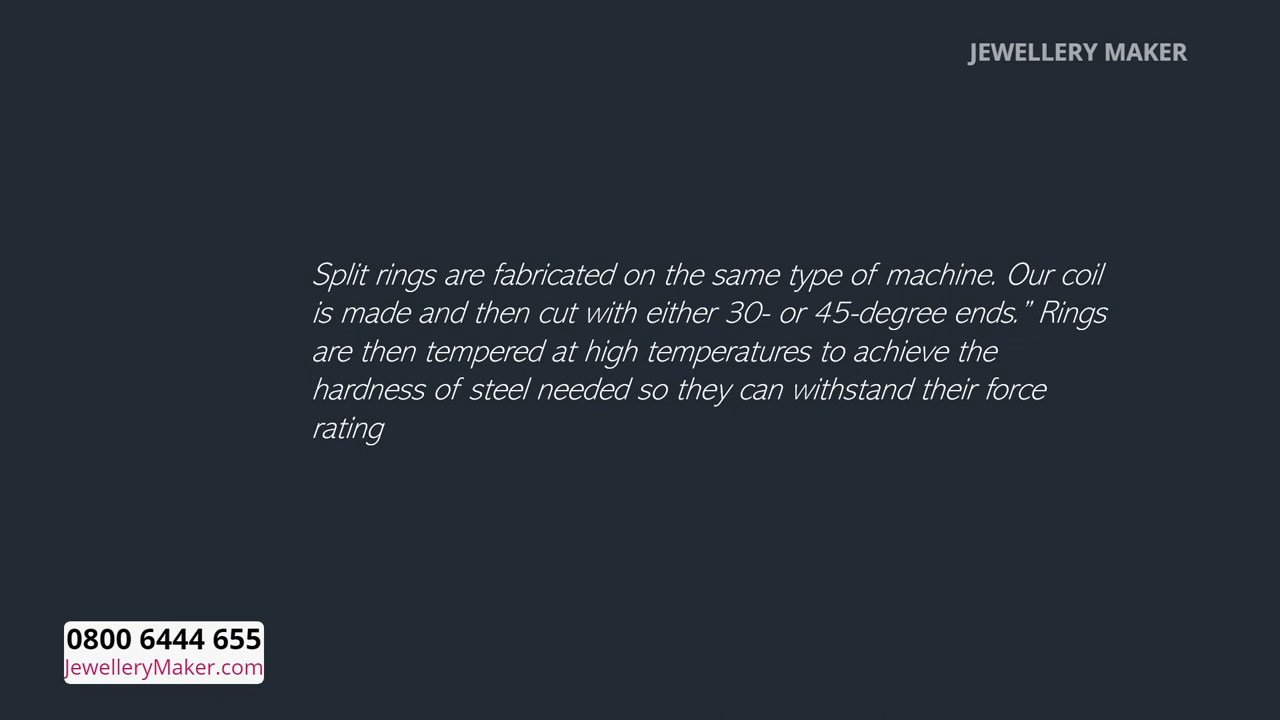 JEWELLERY MAKER
Split rings are fabricated on the same type of machine. Our coil
is made and then cut with either 30- or 45-degree ends.” Rings
are then tempered at high temperatures to achieve the
hardness of steel needed so they can withstand their force
rating
0800 6444 655
JewelleryMaker.com